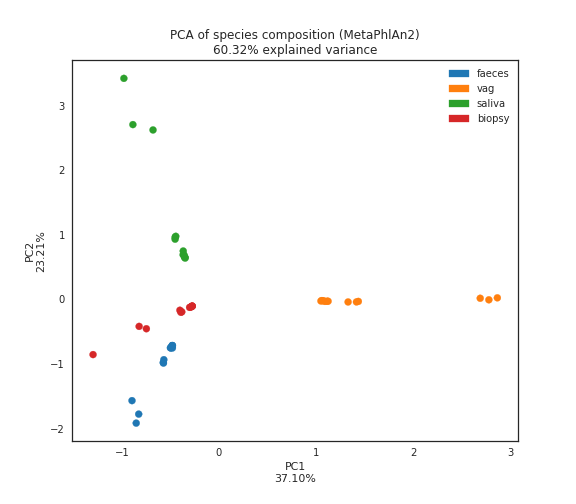 PCA of species composition (MetaPhlAn2)
60.32% explained variance
faeces
vag
saliva
biopsy
3
2
1
0
−1
−2
PC2
23.21%
−1
0
1
2
3
PC1
37.10%